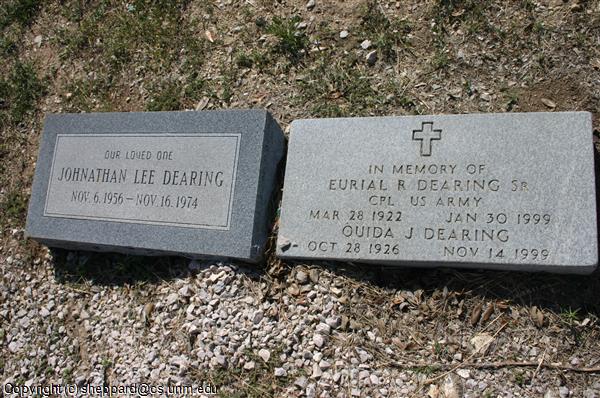 OUR LOVED ONE
JOHNATHAN LEE DEARING
NOV. 6. 1956 - NOV. 16. 1974
IN MEMORY OF
EURIAL R DEARING SR
CPL US ARMY
MAR 28 1922 JAN 30 1999
OUIDA J DEARING
OCT 28 1926 NOV 14 1999
Copyright (c) sheppard@cs.unm.edu